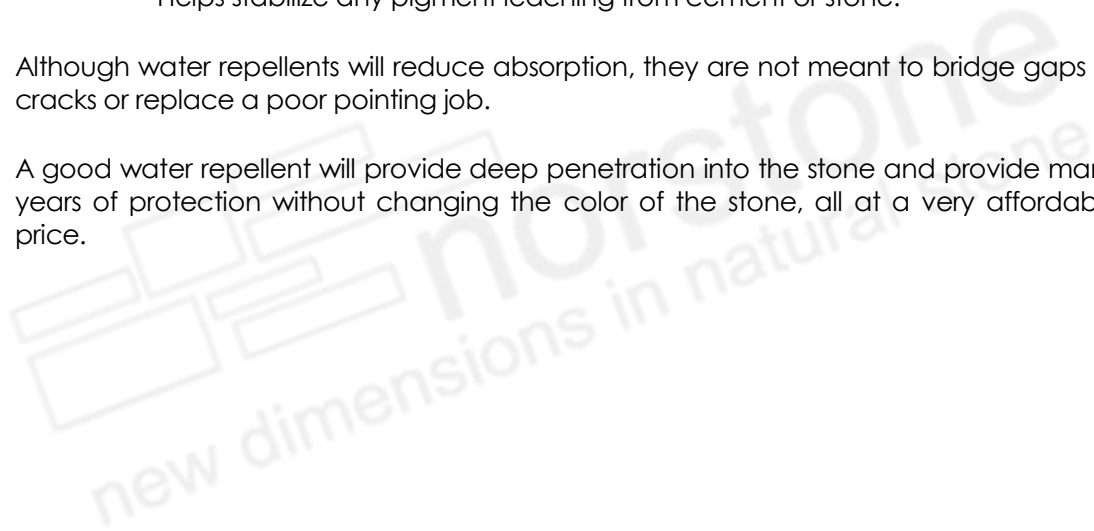 Helps stabilize any pigment leaching from cement or stone.
Although water repellents will reduce absorption, they are not meant to bridge gaps
cracks or replace a poor pointing job.
A good water repellent will provide deep penetration into the stone and provide
years of protection without changing the color of the stone, all at a very
price.
norstone
new dimensions in natural stone